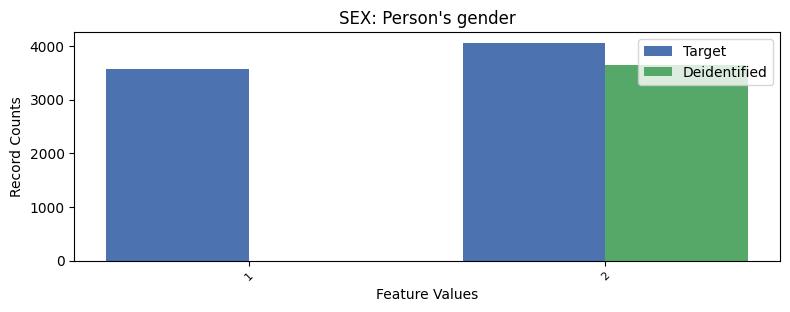 SEX: Person's gender
Target
Deidentified
4000
3000
2000
1000
0
Record Counts
1
2
Feature Values